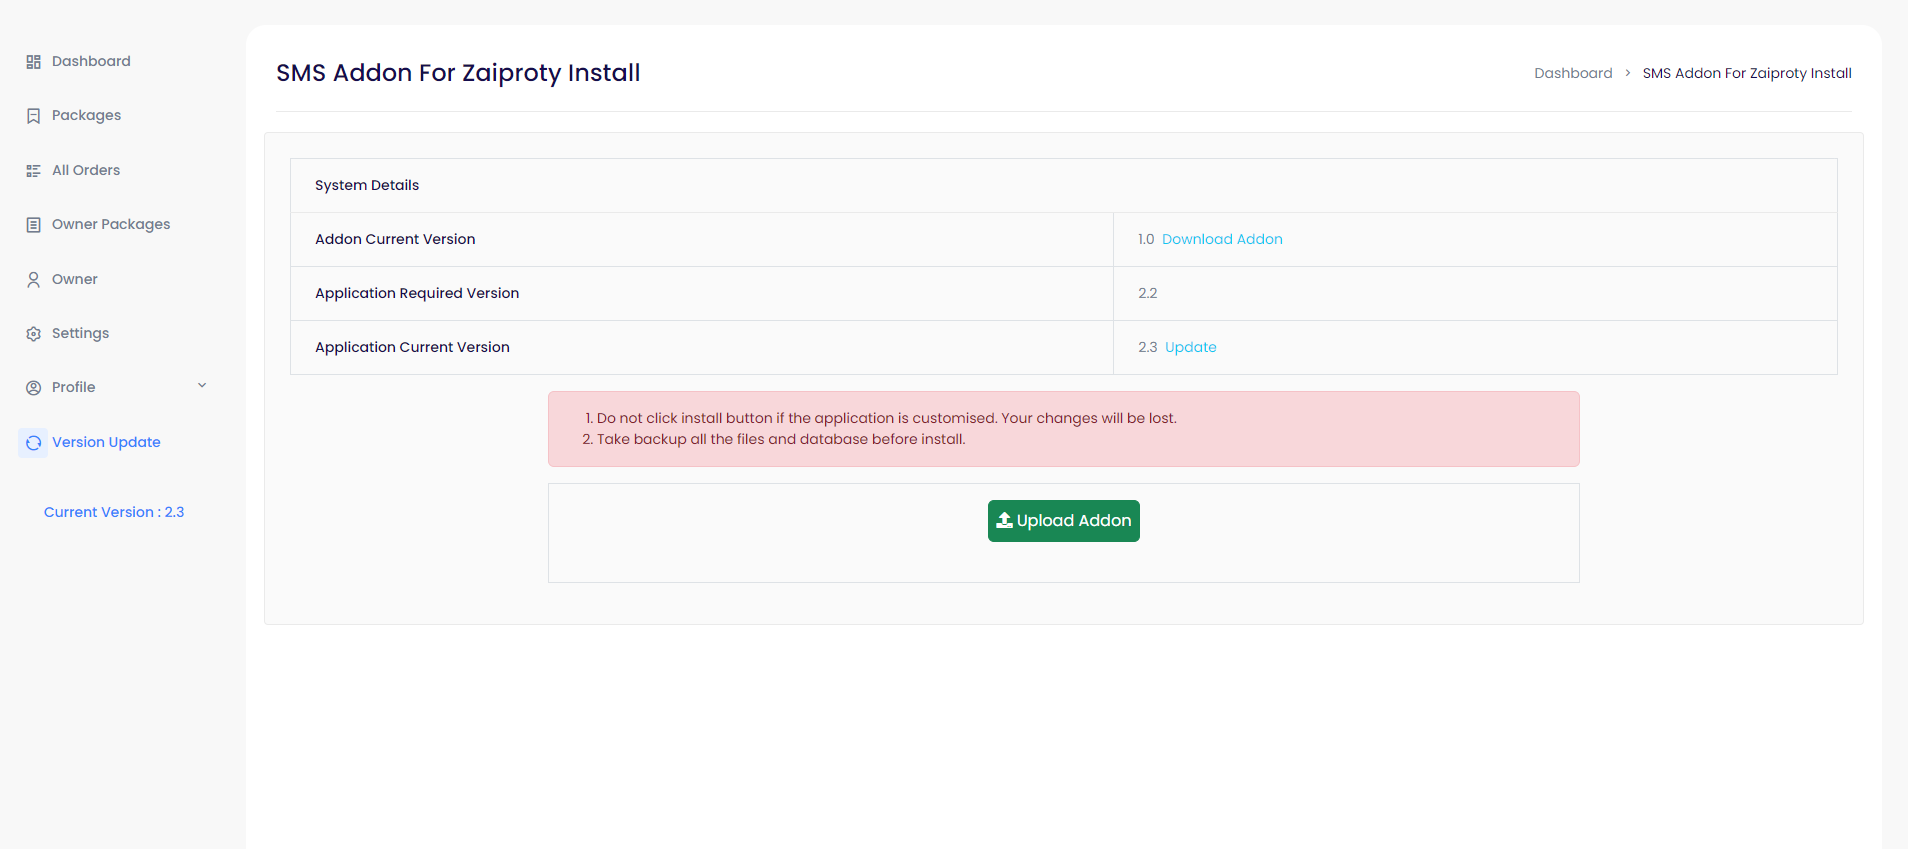 Dashboard
Packages
All Orders
Owner Packages
Owner
Settings
Profile
Version Update
Current Version : 2.3
SMS Addon For Zaiproty Install
Dashboard > SMS Addon For Zaiproty Install
System Details
Addon Current Version 1.0 Download Addon
Application Required Version 2.2
Application Current Version 2.3 Update
1. Do not click install button if the application is customised. Your changes will be lost.
2. Take backup all the files and database before install.
Upload Addon